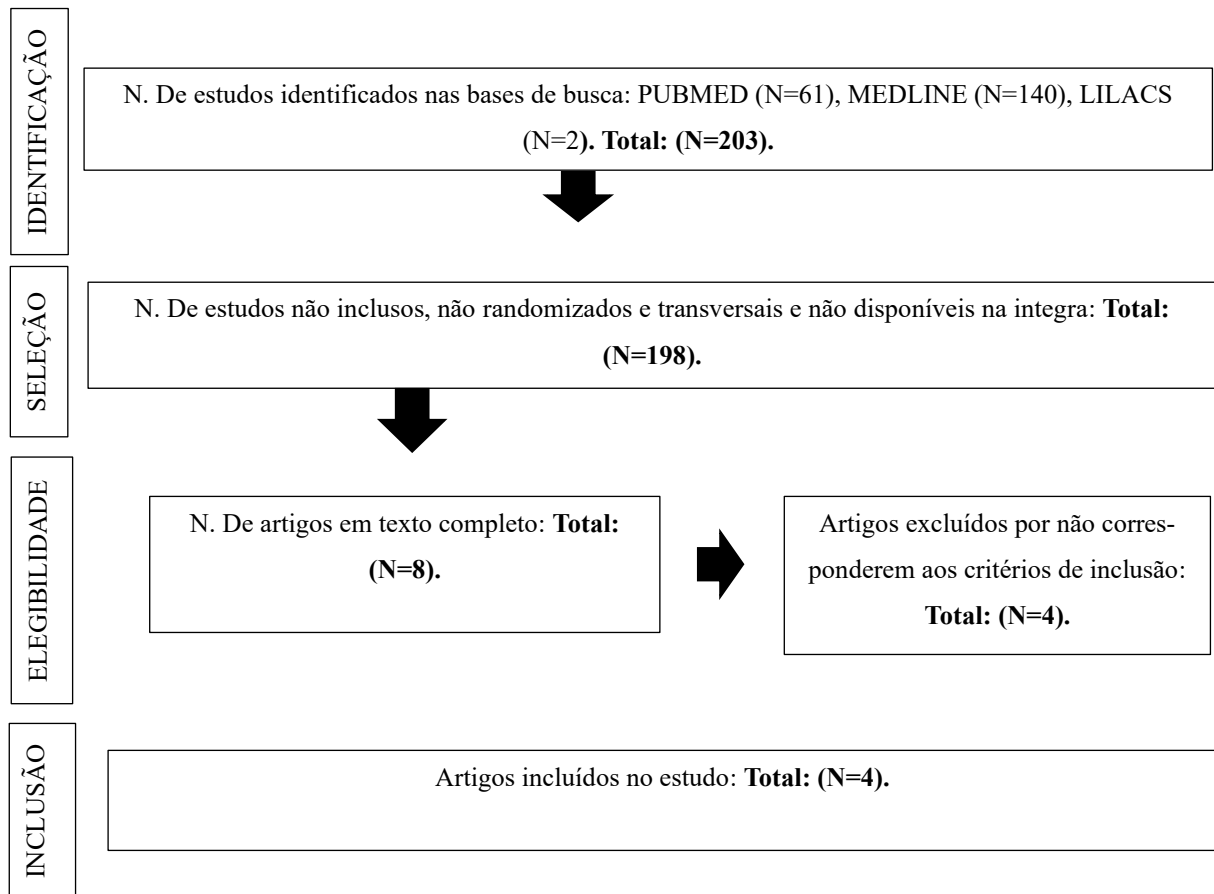 IDENTIFICAÇÃO
N. De estudos identificados nas bases de busca: PUBMED (N=61), MEDLINE (N=140), LILACS
(N=2). Total: (N=203).
SELEÇÃO
N. De estudos não inclusos, não randomizados e transversais e não disponíveis na integra: Total:
(N=198).
ELEGIBILIDADE
N. De artigos em texto completo: Total:
(N=8).
Artigos excluídos por não corres-
ponderem aos critérios de inclusão:
Total: (N=4).
INCLUSÃO
Artigos incluídos no estudo: Total: (N=4).